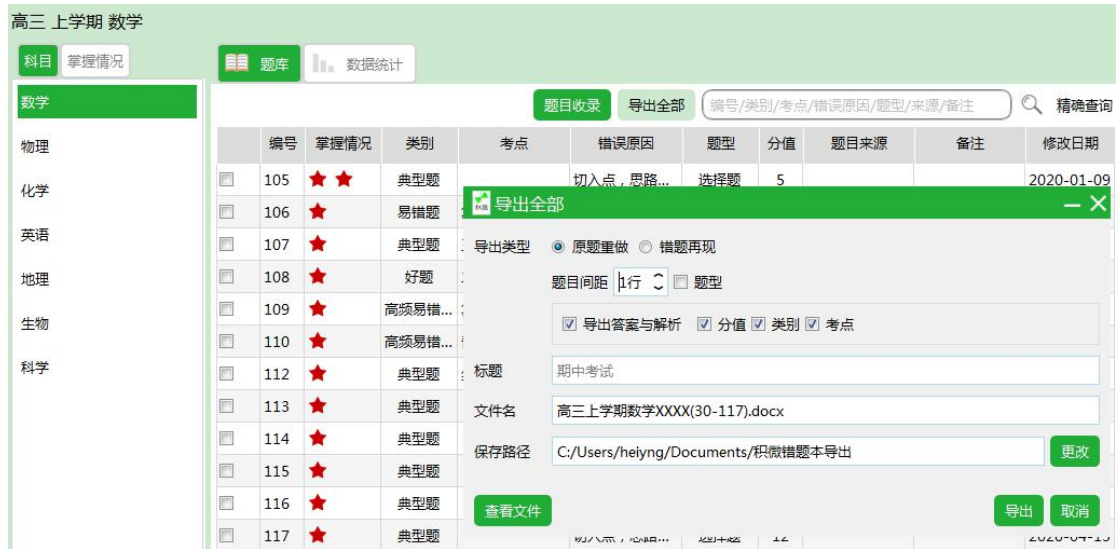 高三 上学期 数学
科目 掌握情况
题库 数据统计
数学
物理
化学
英语
地理
生物
科学
题目收录 导出全部 编号/类别/考点/错误原因/题型/来源/备注 精确查询
编号 掌握情况 类别 考点 错误原因 题型 分值 题目来源 备注 修改日期
105 典型题 切入点，思路... 选择题 5 2020-01-09
106 易错题
107 典型题
108 好题
109 高频易错...
110 高频易错...
112 典型题
113 典型题
114 典型题
115 典型题
116 典型题
117 典型题
导出全部
导出类型 原题重做 错题再现
题目间距 1行 题型
导出答案与解析 分值 类别 考点
标题 期中考试
文件名 高三上学期数学XXXX(30-117).docx
保存路径 C:/Users/heiyng/Documents/积微错题本导出 更改
查看文件 导出 取消